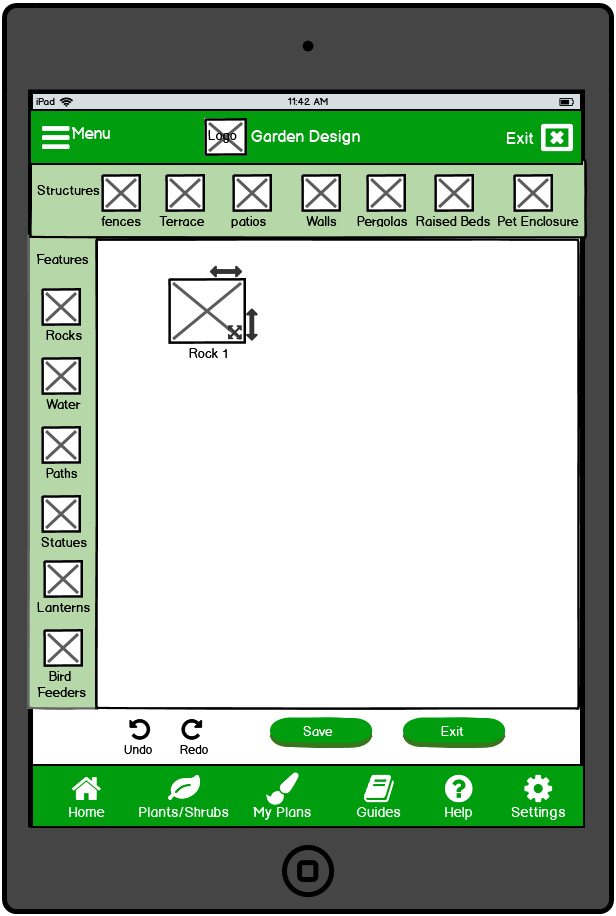 iPad
11:42 AM
Menu
Logo
Garden Design
Exit
Structures
fences
Terrace
patios
Walls
Pergolas
Raised Beds
Pet Enclosure
Features
Rocks
Water
Paths
Statues
Lanterns
Bird
Feeders
Rock 1
Undo
Redo
Save
Exit
Home
Plants/Shrubs
My Plans
Guides
Help
Settings